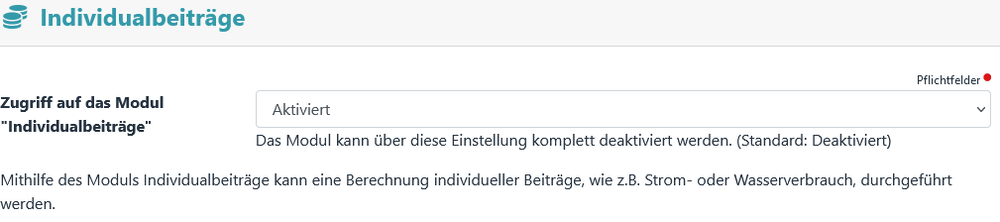 Individualbeiträge
Pflichtfelder
Zugriff auf das Modul
"Individualbeiträge"
Aktiviert
Das Modul kann über diese Einstellung komplett deaktiviert werden. (Standard: Deaktiviert)
Mithilfe des Moduls Individualbeiträge kann eine Berechnung individueller Beiträge, wie z.B. Strom- oder Wasserverbrauch, durchgeführt
werden.